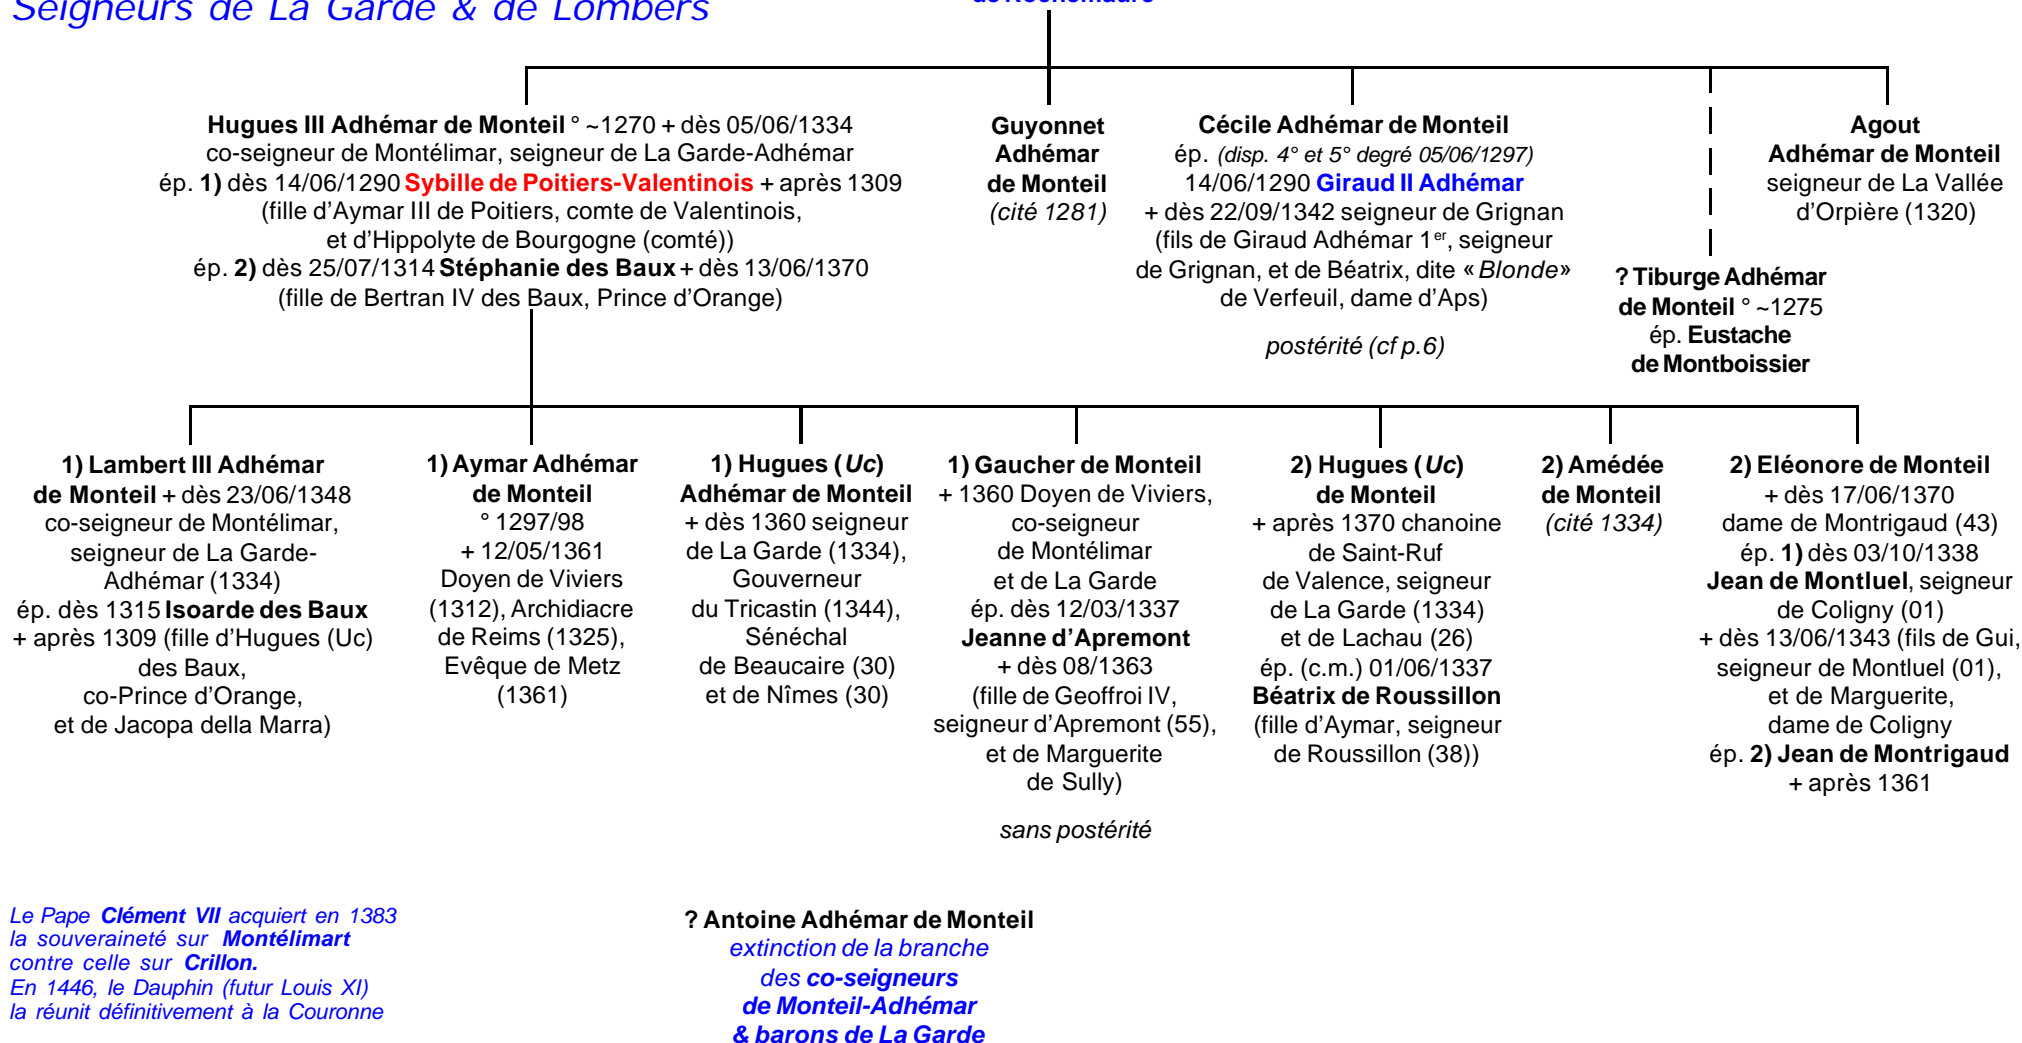 Seigneurs de La Garde & de Lombers
de Rochemaure
Hugues III Adhémar de Monteil ° ~1270 + dès 05/06/1334
co-seigneur de Montélimar, seigneur de La Garde-Adhémar
ép. 1) dès 14/06/1290 Sybille de Poitiers-Valentinois + après 1309
(fille d’Aymar III de Poitiers, comte de Valentinois,
et d’Hippolyte de Bourgogne (comté))
ép. 2) dès 25/07/1314 Stéphanie des Baux + dès 13/06/1370
(fille de Bertran IV des Baux, Prince d’Orange)
Guyonnet
Adhémar
de Monteil
(cité 1281)
Cécile Adhémar de Monteil
ép. (disp. 4° et 5° degré 05/06/1297)
14/06/1290 Giraud II Adhémar
+ dès 22/09/1342 seigneur de Grignan
(fils de Giraud Adhémar 1er, seigneur
de Grignan, et de Béatrix, dite «Blonde»
de Verfeuil, dame d’Aps)
postérité (cf p.6)
? Tiburge Adhémar
de Monteil ° ~1275
ép. Eustache
de Montboissier
Agout
Adhémar de Monteil
seigneur de La Vallée
d’Orpière (1320)
1) Lambert III Adhémar
de Monteil + dès 23/06/1348
co-seigneur de Montélimar,
seigneur de La Garde-
Adhémar (1334)
ép. dès 1315 Isoarde des Baux
+ après 1309 (fille d’Hugues (Uc)
des Baux,
co-Prince d’Orange,
et de Jacopa della Marra)
1) Aymar Adhémar
de Monteil
° 1297/98
+ 12/05/1361
Doyen de Viviers
(1312), Archidiacre
de Reims (1325),
Evêque de Metz
(1361)
1) Hugues (Uc)
Adhémar de Monteil
+ dès 1360 seigneur
de La Garde (1334),
Gouverneur
du Tricastin (1344),
Sénéchal
de Beaucaire (30)
et de Nîmes (30)
1) Gaucher de Monteil
+ 1360 Doyen de Viviers,
co-seigneur
de Montélimar
et de La Garde
ép. dès 12/03/1337
Jeanne d’Apremont
+ dès 08/1363
(fille de Geoffroi IV,
seigneur d’Apremont (55),
et de Marguerite
de Sully)
sans postérité
2) Hugues (Uc)
de Monteil
+ après 1370 chanoine
de Saint-Ruf
de Valence, seigneur
de La Garde (1334)
et de Lachau (26)
ép. (c.m.) 01/06/1337
Béatrix de Roussillon
(fille d’Aymar, seigneur
de Roussillon (38))
2) Amédée
de Monteil
(cité 1334)
2) Eléonore de Monteil
+ dès 17/06/1370
dame de Montrigaud (43)
ép. 1) dès 03/10/1338
Jean de Montluel, seigneur
de Coligny (01)
+ dès 13/06/1343 (fils de Gui,
seigneur de Montluel (01),
et de Marguerite,
dame de Coligny
ép. 2) Jean de Montrigaud
+ après 1361
Le Pape Clément VII acquiert en 1383
la souveraineté sur Montélimart
contre celle sur Crillon.
En 1446, le Dauphin (futur Louis XI)
la réunit définitivement à la Couronne
? Antoine Adhémar de Monteil
extinction de la branche
des co-seigneurs
de Monteil-Adhémar
& barons de La Garde